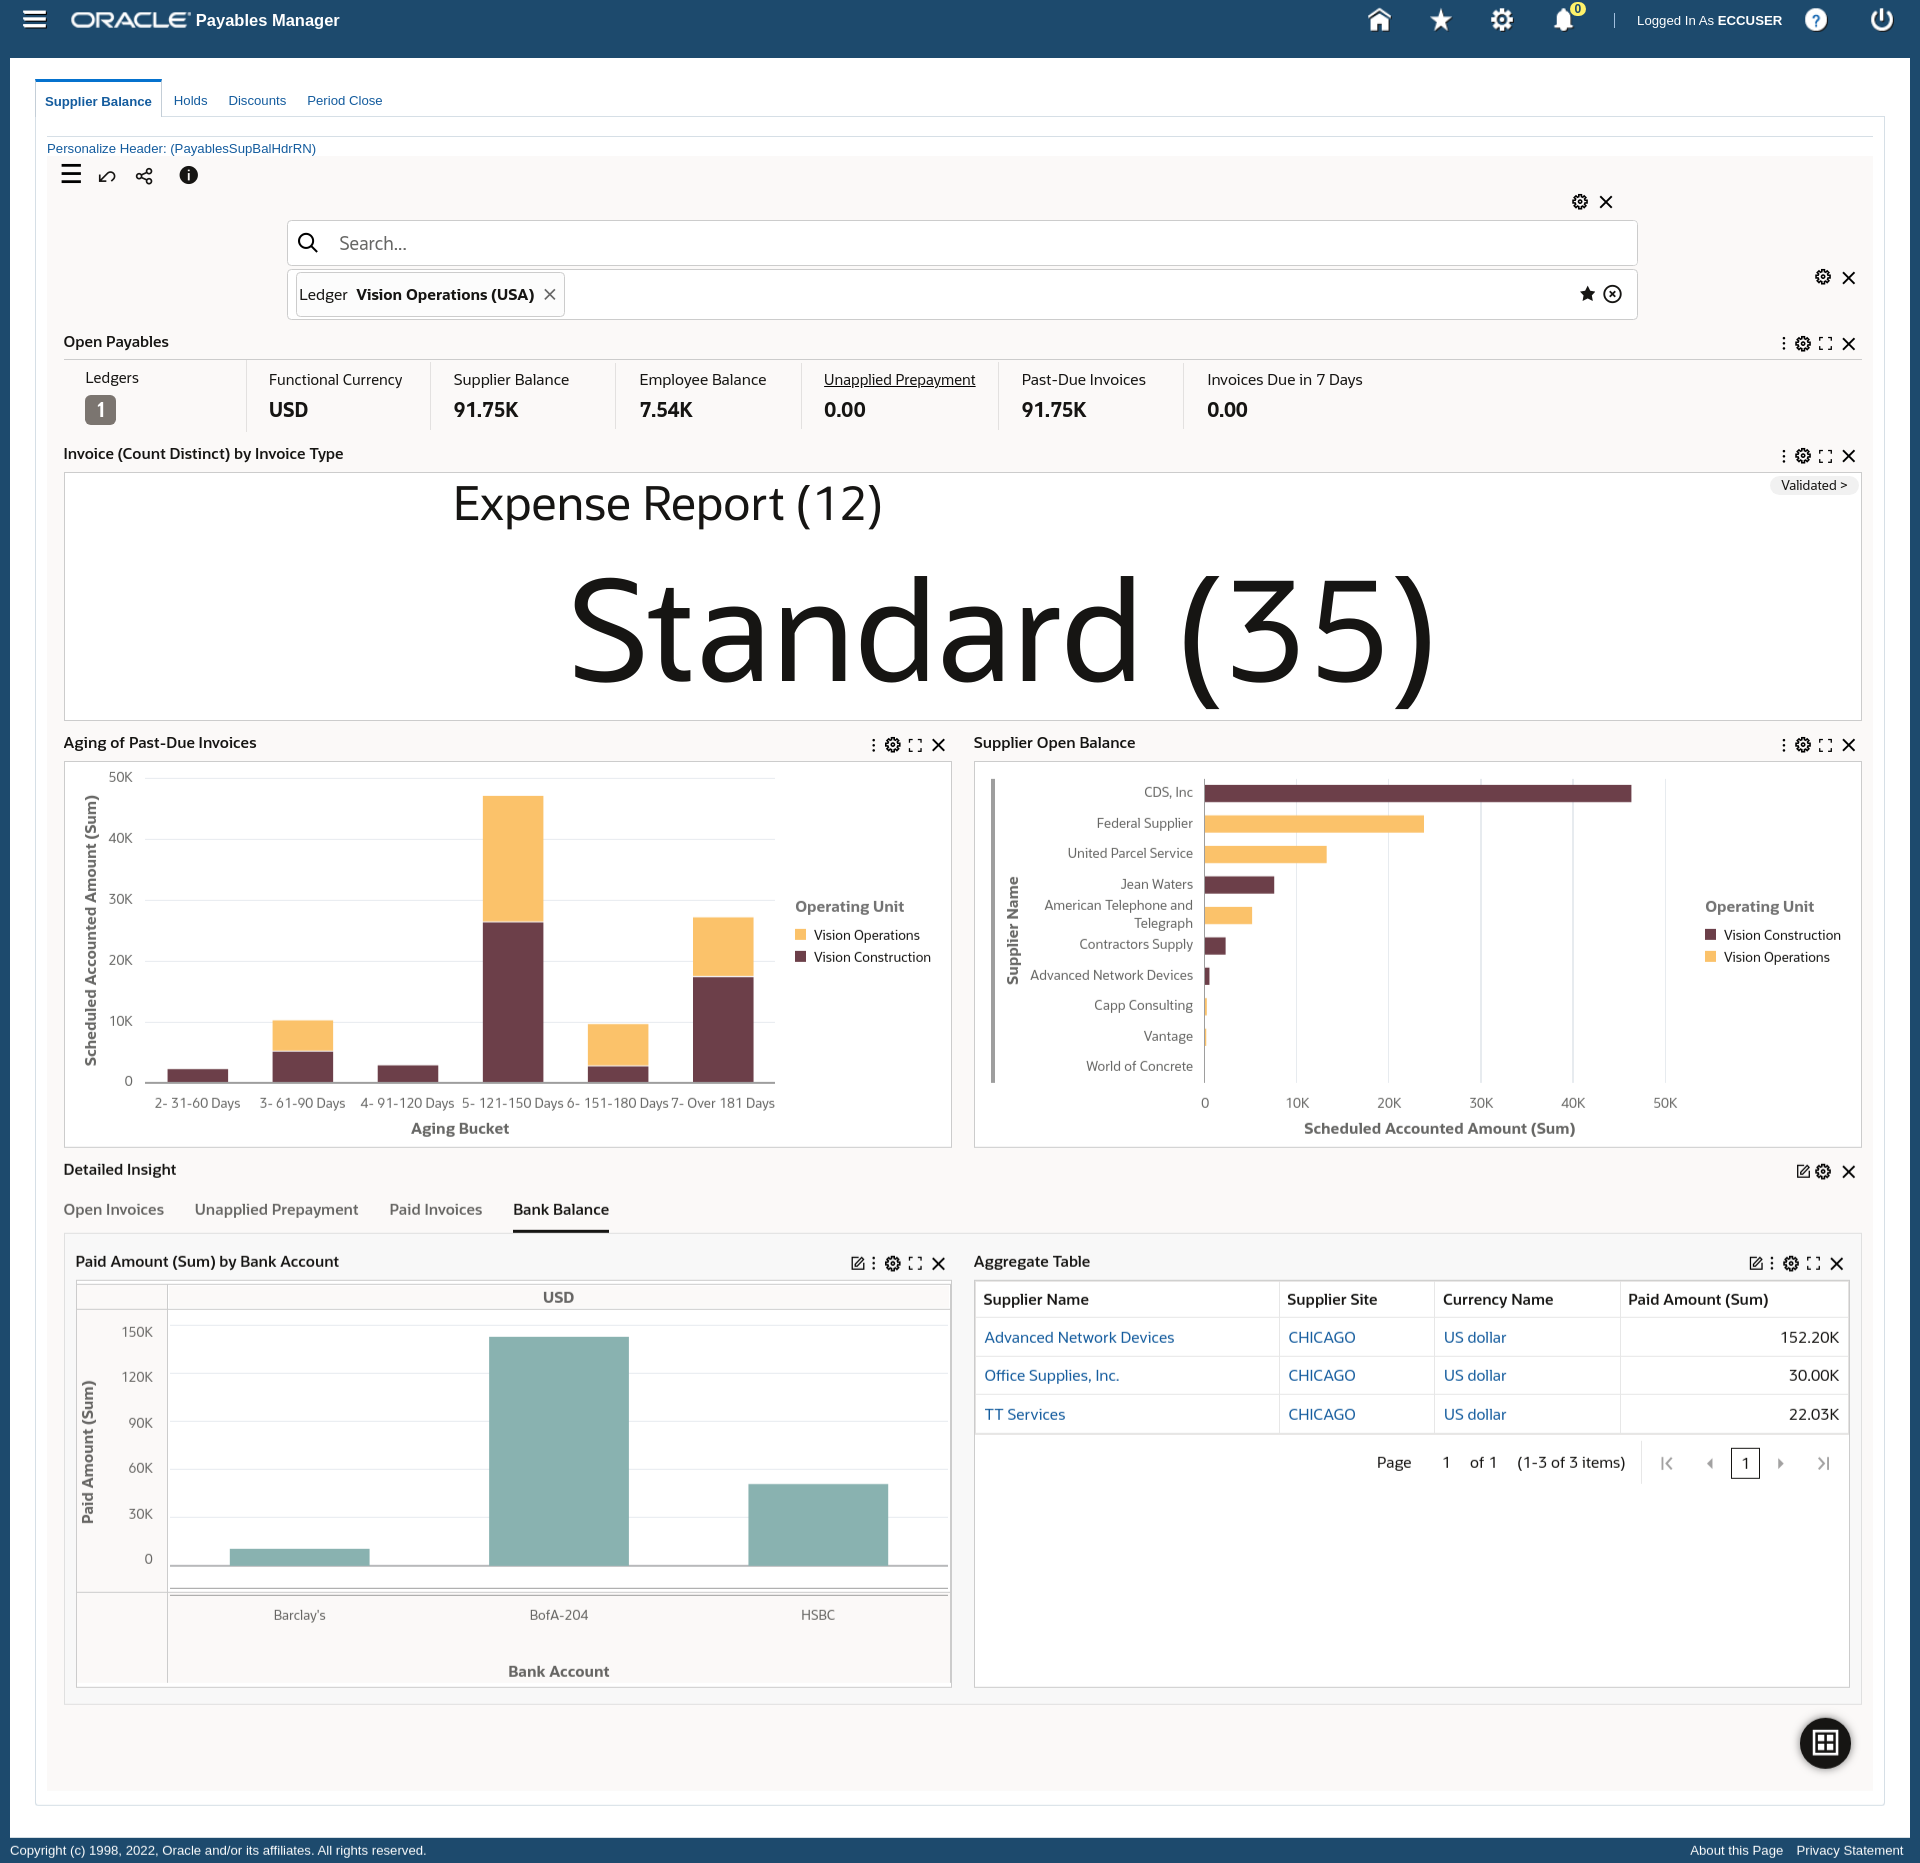 ORACLE Payables Manager
0
Logged In As ECCUSER
?
Supplier Balance Holds Discounts Period Close
Personalize Header: (PayablesSupBalHdrRN)
Search...
Ledger Vision Operations (USA)
Open Payables
Ledgers
1
Functional Currency
USD
Supplier Balance
91.75K
Employee Balance
7.54K
Unapplied Prepayment
0.00
Past-Due Invoices
91.75K
Invoices Due in 7 Days
0.00
Invoice (Count Distinct) by Invoice Type
Validated >
Expense Report (12)
Standard (35)
Aging of Past-Due Invoices
Scheduled Accounted Amount (Sum)
50K
40K
30K
20K
10K
0
2- 31-60 Days 3- 61-90 Days 4- 91-120 Days 5- 121-150 Days 6- 151-180 Days 7- Over 181 Days
Aging Bucket
Operating Unit
Vision Operations
Vision Construction
Supplier Open Balance
Supplier Name
CDS, Inc
Federal Supplier
United Parcel Service
Jean Waters
American Telephone and
Telegraph
Contractors Supply
Advanced Network Devices
Capp Consulting
Vantage
World of Concrete
0 10K 20K 30K 40K 50K
Scheduled Accounted Amount (Sum)
Operating Unit
Vision Construction
Vision Operations
Detailed Insight
Open Invoices Unapplied Prepayment Paid Invoices Bank Balance
Paid Amount (Sum) by Bank Account
USD
Paid Amount (Sum)
150K
120K
90K
60K
30K
0
Barclay's BofA-204 HSBC
Bank Account
Aggregate Table
Supplier Name Supplier Site Currency Name Paid Amount (Sum)
Advanced Network Devices CHICAGO US dollar 152.20K
Office Supplies, Inc. CHICAGO US dollar 30.00K
TT Services CHICAGO US dollar 22.03K
Page 1 of 1 (1-3 of 3 items) 1
Copyright (c) 1998, 2022, Oracle and/or its affiliates. All rights reserved.
About this Page Privacy Statement